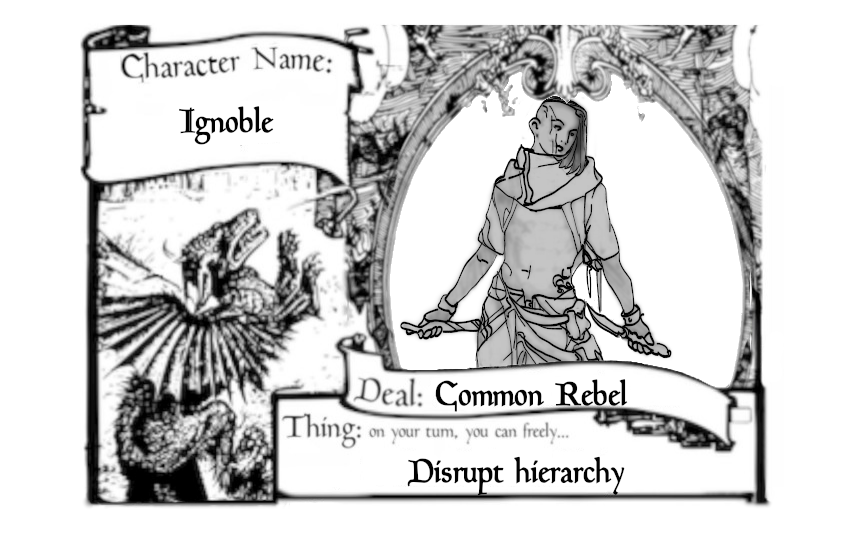 Character Name:
Ignoble
Deal: Common Rebel
Thing: on your turn, you can freely...
Disrupt hierarchy